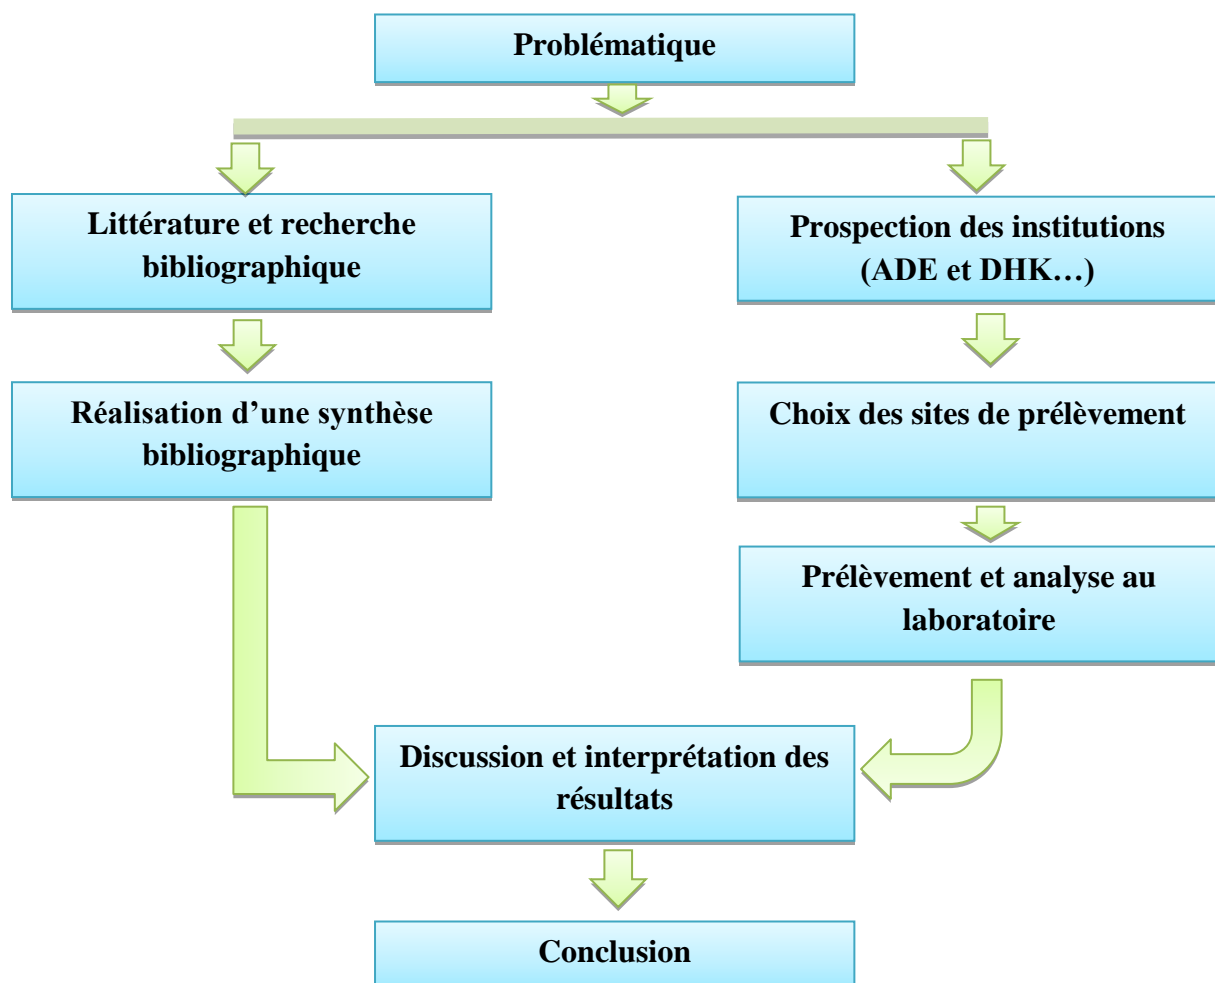 Problématique
Littérature et recherche
bibliographique
Prospection des institutions
(ADE et DHK…)
Réalisation d’une synthèse
bibliographique
Choix des sites de prélèvement
Prélèvement et analyse au
laboratoire
Discussion et interprétation des
résultats
Conclusion